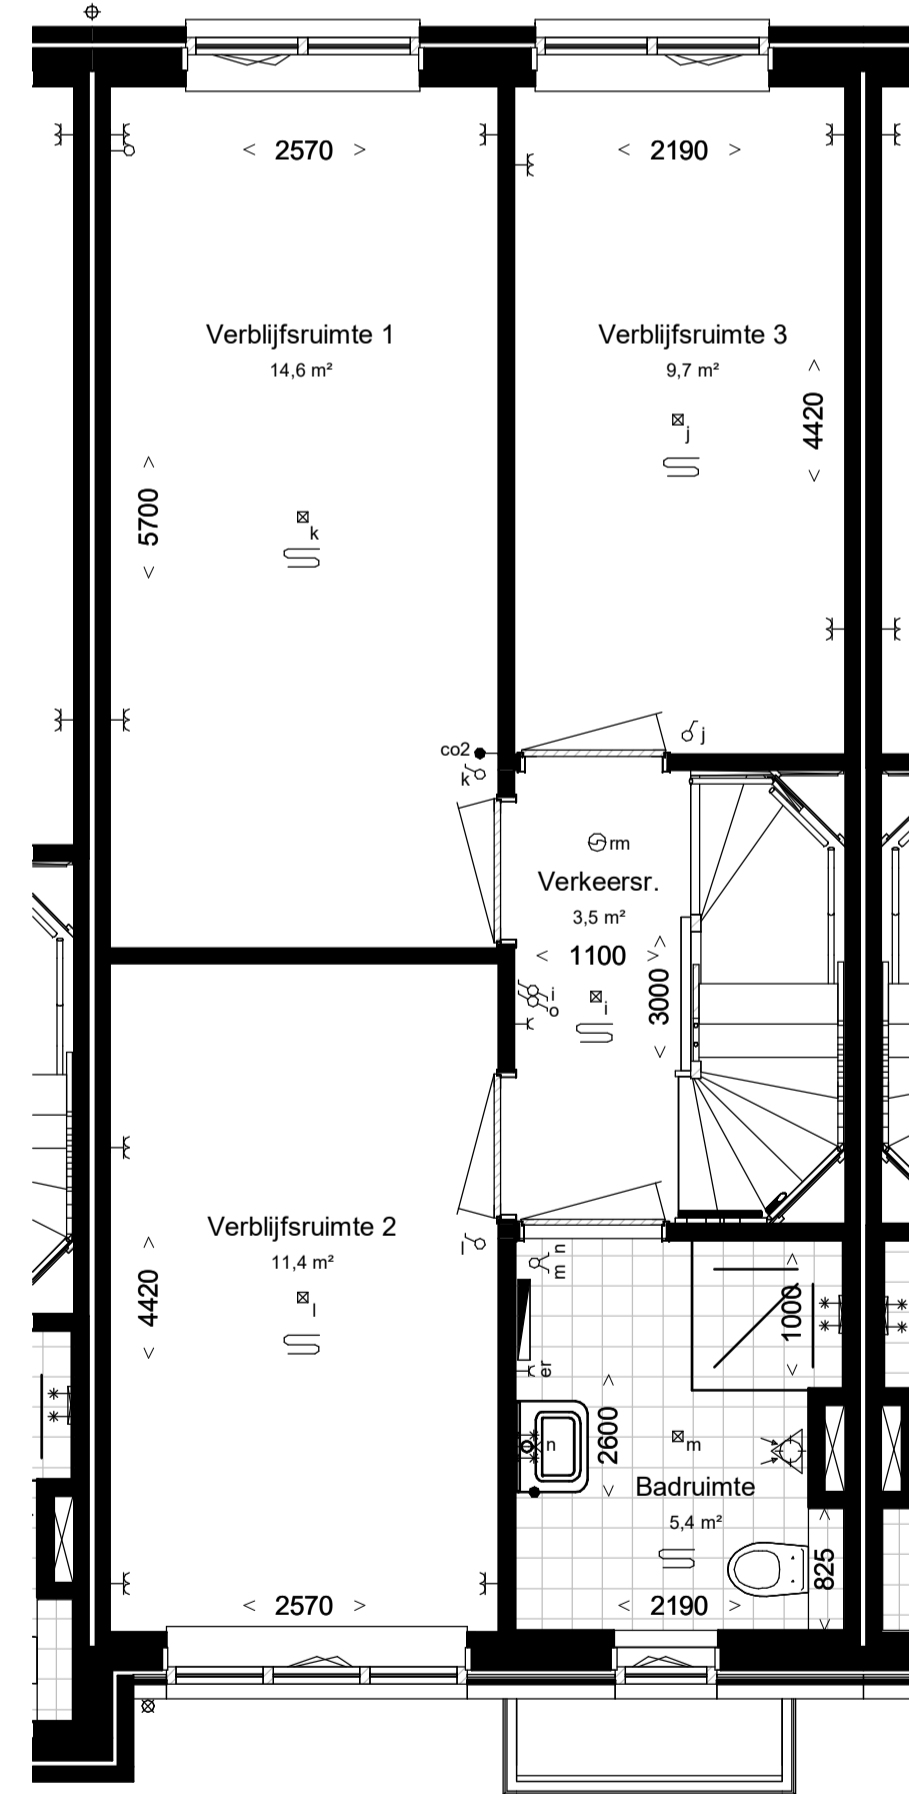 < 2570 >
< 2190 >
Verblijfsruimte 1
14,6 m²
Verblijfsruimte 3
9,7 m²
< 4420 >
j
< 5700 >
k
j
co2
k
rm
Verkeersr.
3,5 m²
< 1100 >
< 3000 >
i
o
i
Verblijfsruimte 2
11,4 m²
l
n
m
< 4420 >
l
< 1000 >
er
< 2600 >
n
m
Badruimte
5,4 m²
< 825 >
< 2570 >
< 2190 >